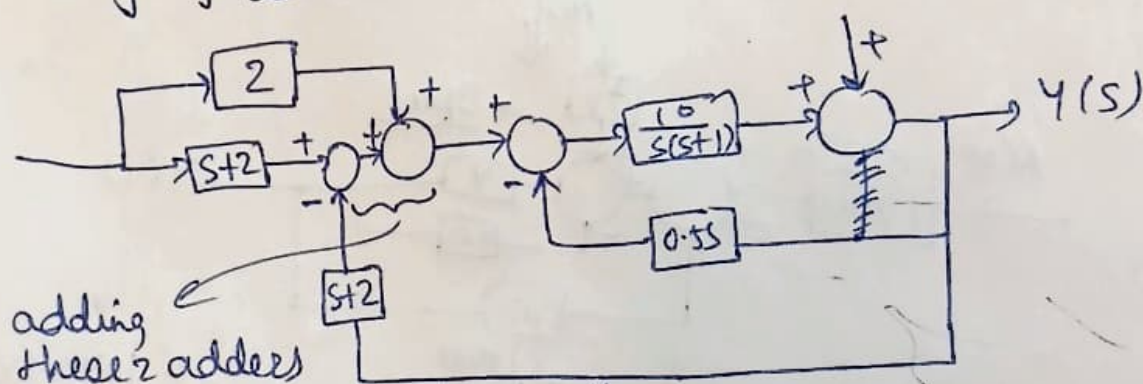 2
+
+
Y(S)
S+2
+
+
+
10
S(S+1)
+
-
-
0.5S
S+2
adding
these 2 adders